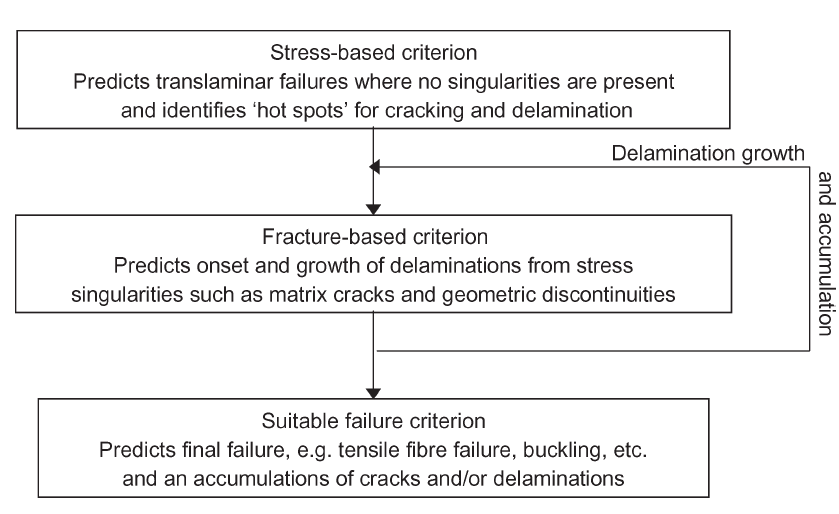 Stress-based criterion
Predicts translaminar failures where no singularities are present
and identifies ‘hot spots’ for cracking and delamination
Delamination growth
and accumulation
Fracture-based criterion
Predicts onset and growth of delaminations from stress
singularities such as matrix cracks and geometric discontinuities
Suitable failure criterion
Predicts final failure, e.g. tensile fibre failure, buckling, etc.
and an accumulations of cracks and/or delaminations